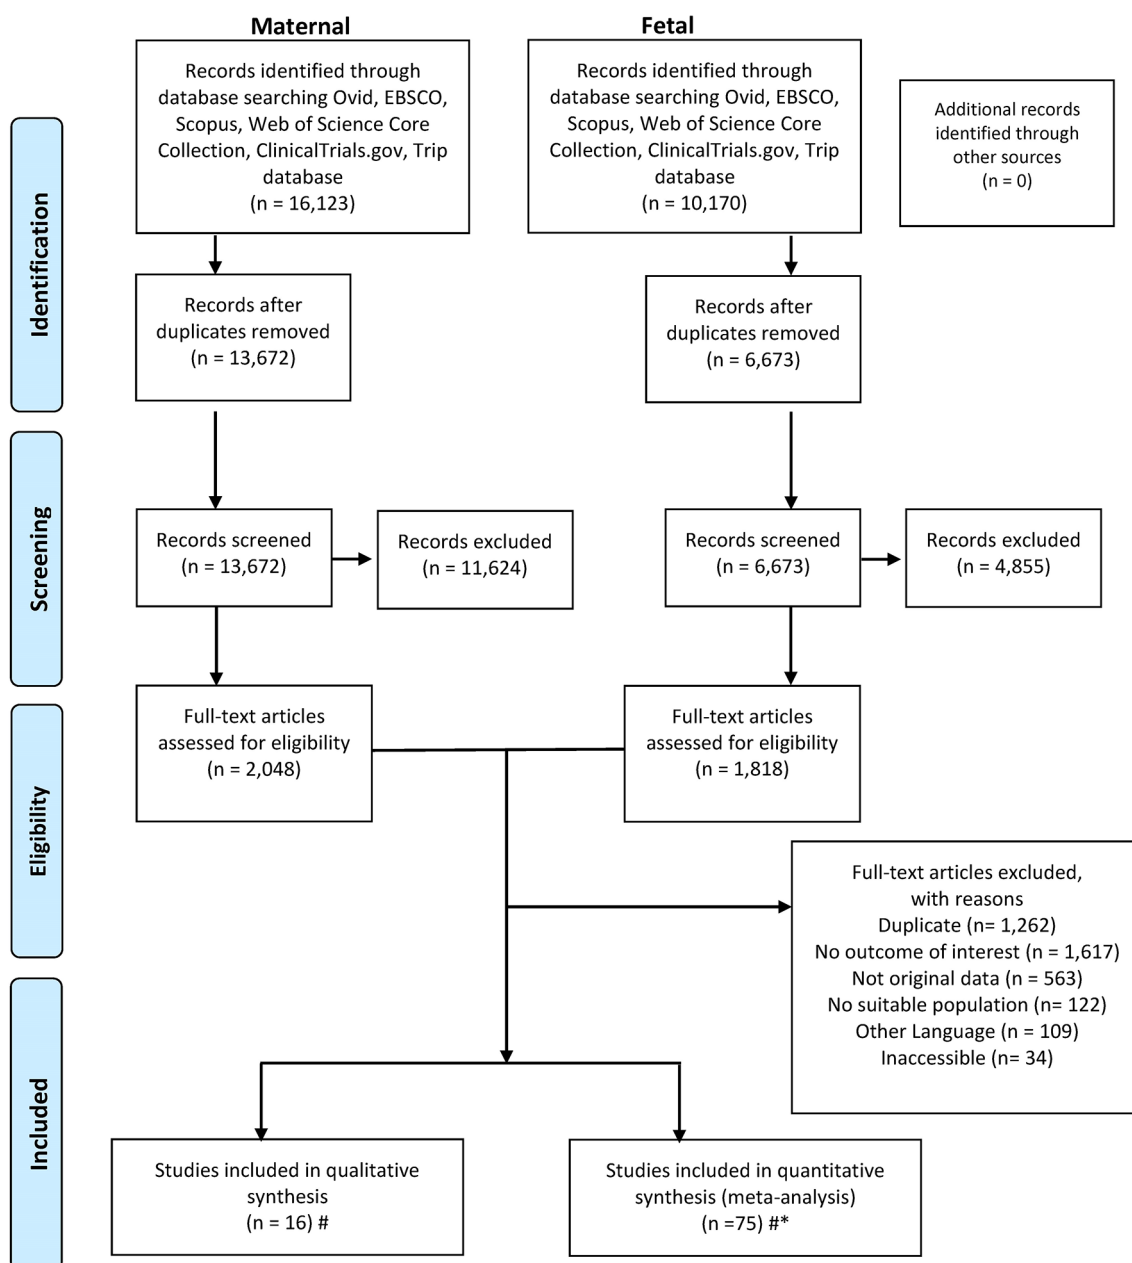 Maternal
Fetal
Records identified through
database searching Ovid, EBSCO,
Scopus, Web of Science Core
Collection, ClinicalTrials.gov, Trip
database
(n = 16,123)
Records identified through
database searching Ovid, EBSCO,
Scopus, Web of Science Core
Collection, ClinicalTrials.gov, Trip
database
(n = 10,170)
Additional records
identified through
other sources
(n = 0)
Identification
Records after
duplicates removed
(n = 13,672)
Records after
duplicates removed
(n = 6,673)
Screening
Records screened
(n = 13,672)
Records excluded
(n = 11,624)
Records screened
(n = 6,673)
Records excluded
(n = 4,855)
Eligibility
Full-text articles
assessed for eligibility
(n = 2,048)
Full-text articles
assessed for eligibility
(n = 1,818)
Full-text articles excluded,
with reasons
Duplicate (n= 1,262)
No outcome of interest (n = 1,617)
Not original data (n = 563)
No suitable population (n= 122)
Other Language (n = 109)
Inaccessible (n= 34)
Included
Studies included in qualitative
synthesis
(n = 16) #
Studies included in quantitative
synthesis (meta-analysis)
(n =75) #*